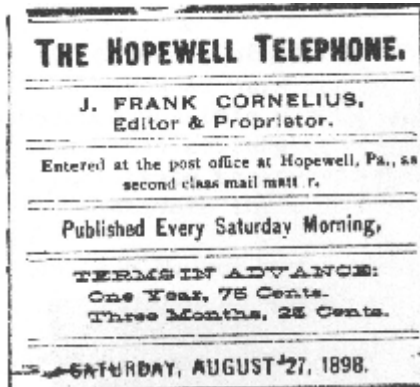 THE HOPEWELL TELEPHONE.
J. FRANK CORNELIUS,
Editor & Proprietor.
Entered at the post office at Hopewell, Pa., as
second class mail matt r.
Published Every Saturday Morning,
TERMS IN ADVANCE:
One Year, 75 Cents.
Three Months, 25 Cents.
SATURDAY, AUGUST 27, 1898.